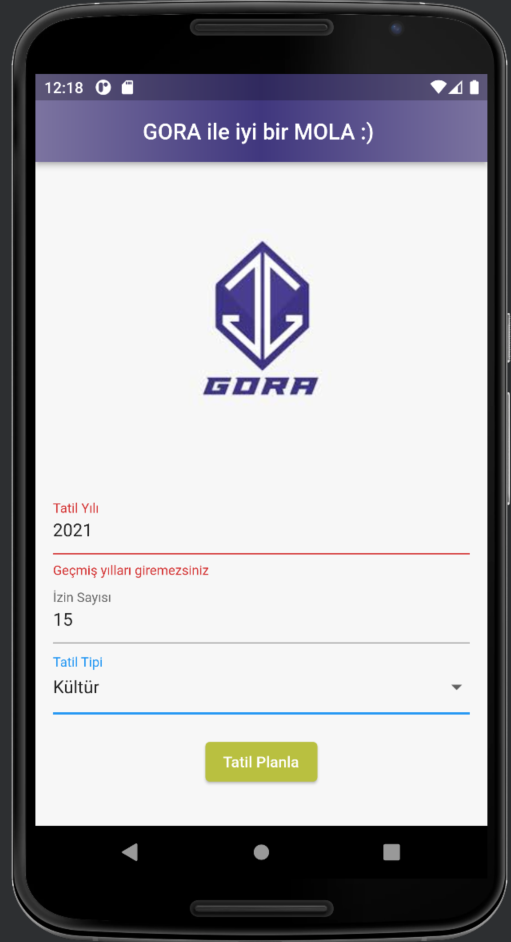 12:18
GORA ile iyi bir MOLA :)
GORA
Tatil Yılı
2021
Geçmiş yılları giremezsiniz
İzin Sayısı
15
Tatil Tipi
Kültür
Tatil Planla